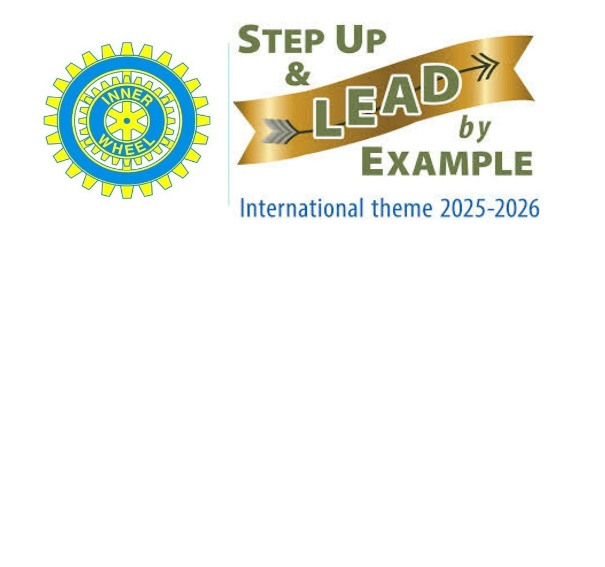 INNER
WHEEL
STEP UP
&
LEAD
by
EXAMPLE
International theme 2025-2026